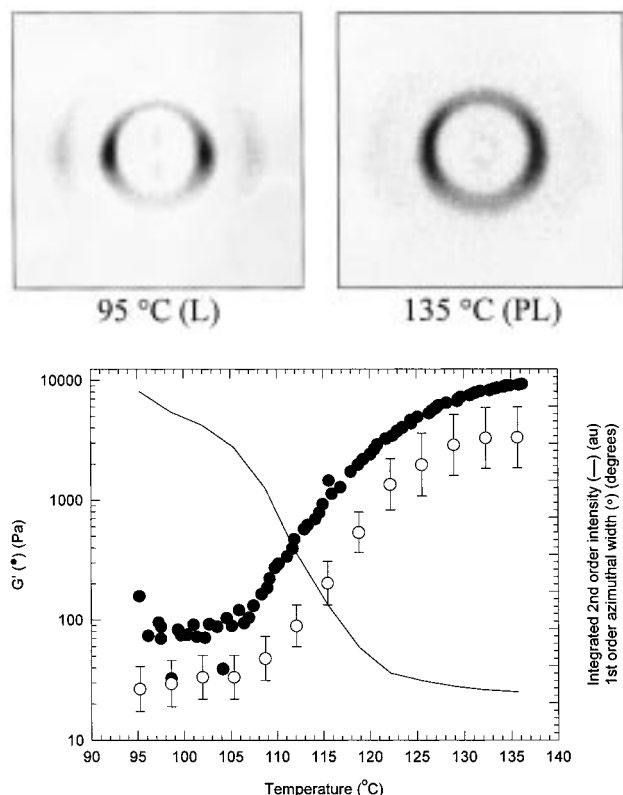 95 °C (L)
135 °C (PL)
10000
1000
100
10
90
95
100
105
110
115
120
125
130
135
140
G' (●) (Pa)
Temperature (°C)
Integrated 2nd order intensity (—) (au)
1st order azimuthal width (○) (degrees)